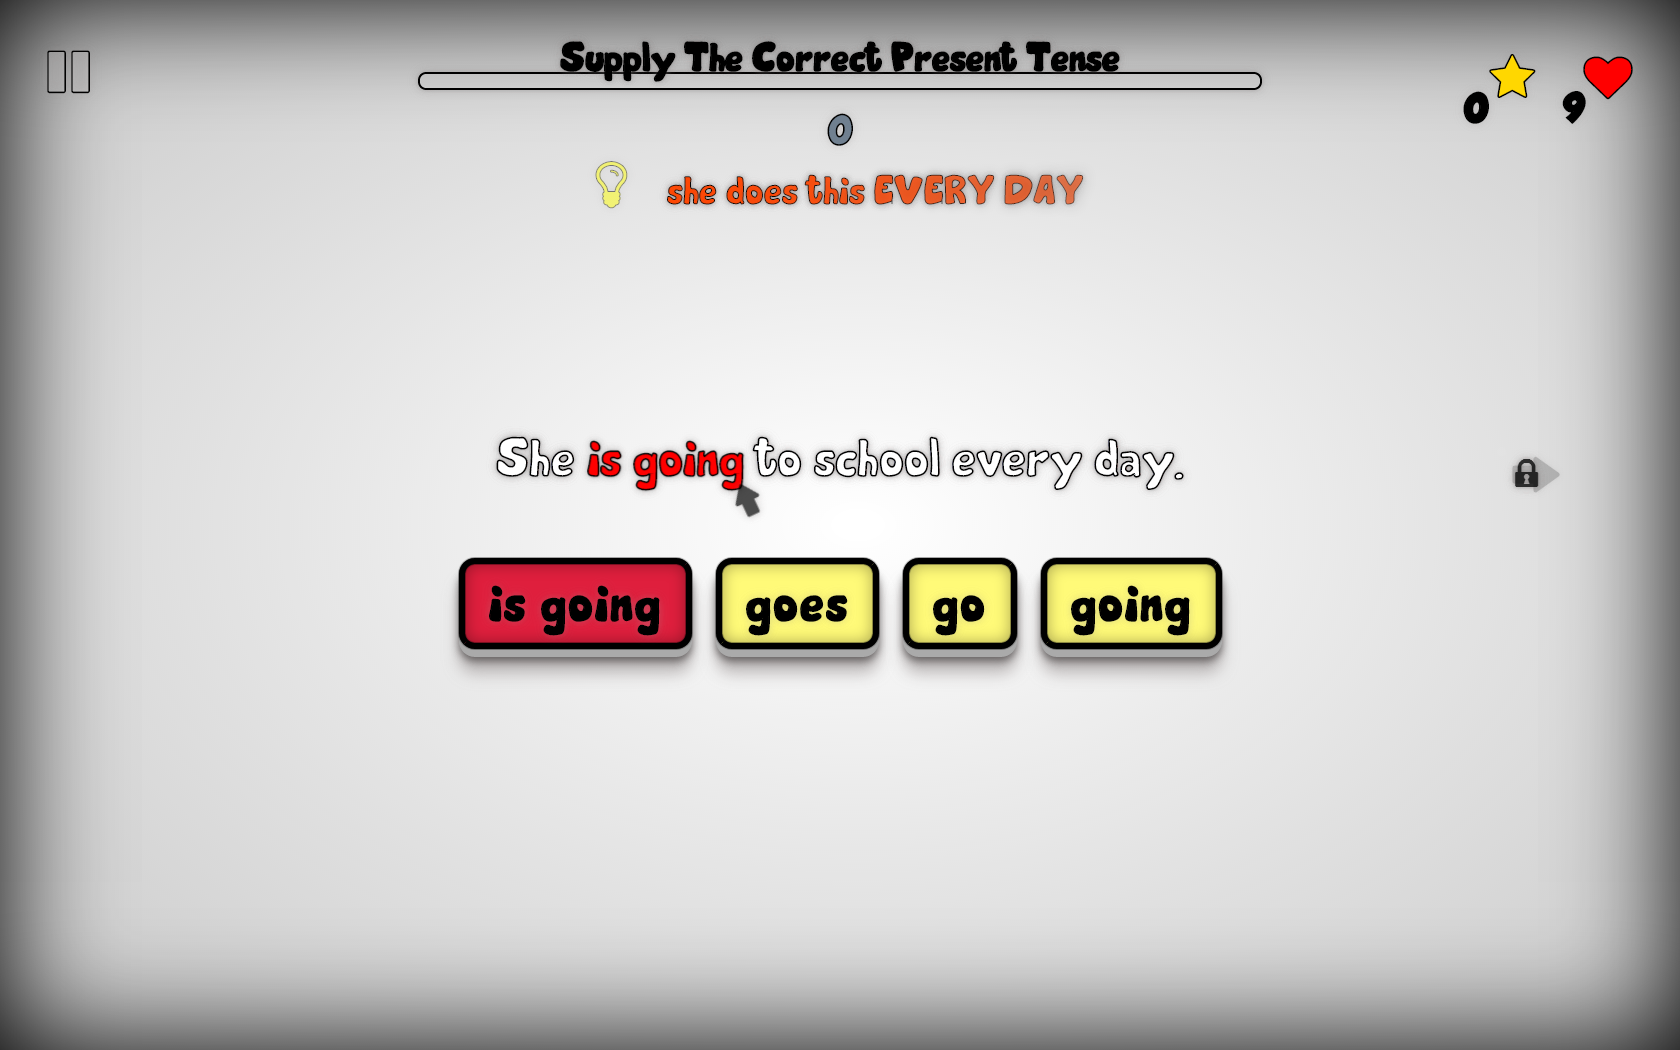 Supply The Correct Present Tense
0
0
9
she does this EVERY DAY
She is going to school every day.
is going
goes
go
going